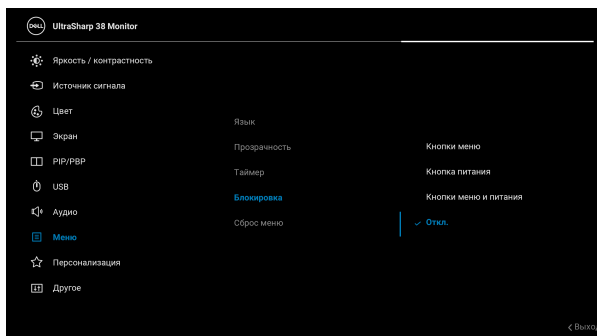 DELL UltraSharp 38 Monitor
Яркость / контрастность
Источник сигнала
Цвет
Экран
PIP/PBP
USB
Аудио
Меню
Персонализация
Другое
Язык
Прозрачность
Таймер
Блокировка
Сброс меню
Кнопки меню
Кнопка питания
Кнопки меню и питания
Откл.
Выход